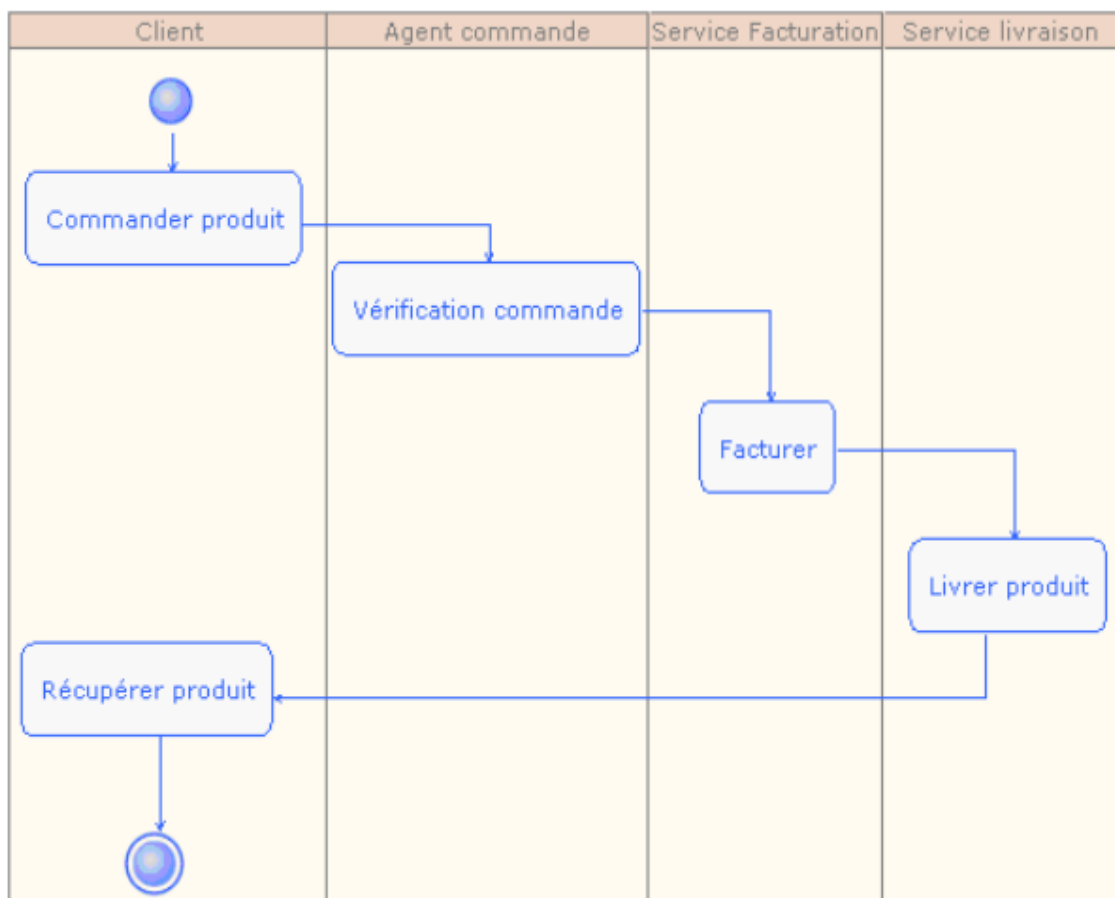 Client
Agent commande
Service Facturation
Service livraison
Commander produit
Vérification commande
Facturer
Livrer produit
Récupérer produit